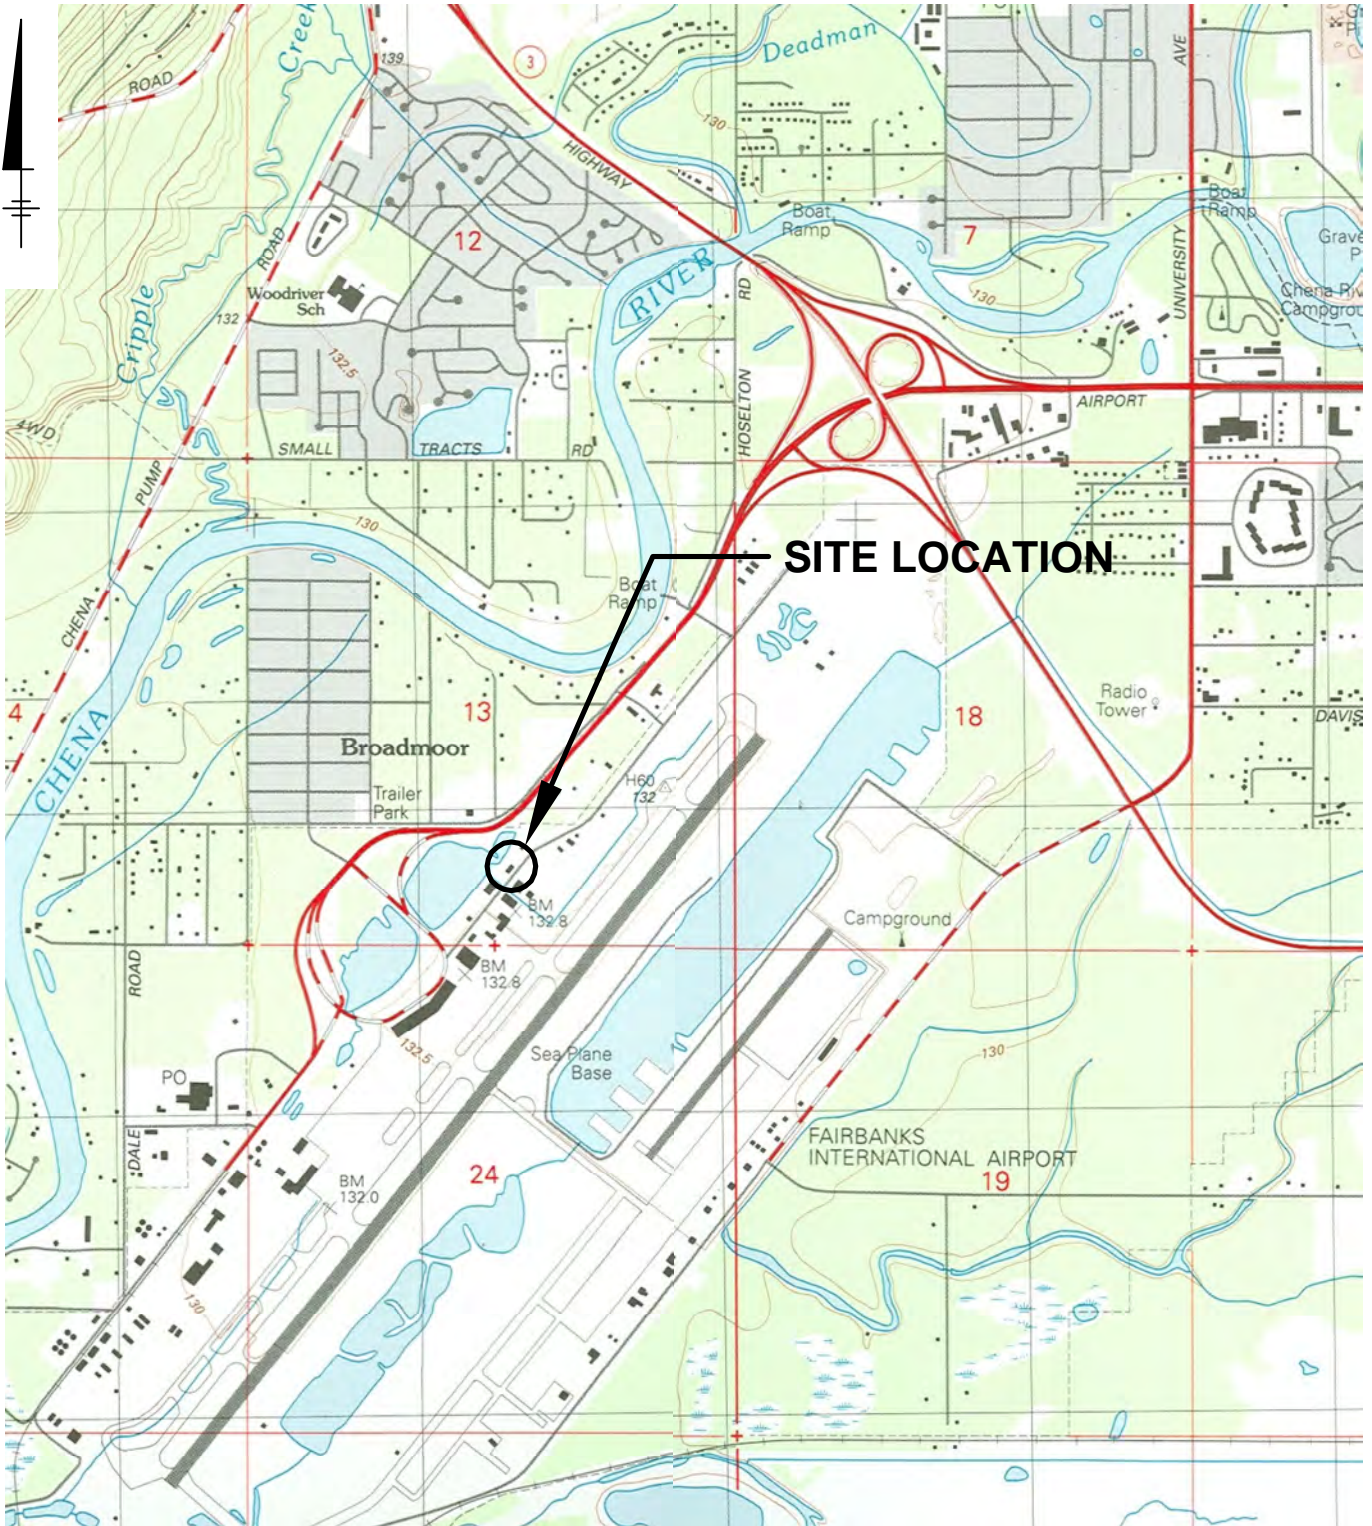 Creek
ROAD
139
3
Deadman
AVE
130
HIGHWAY
12
7
Boat
Ramp
Boat
Ramp
ROAD
RIVER
RD
UNIVERSITY
Woodriver
Sch
Cripple
132
132.5
130
HOSELTON
AIRPORT
4WD
SMALL
TRACTS
RD
PUMP
130
SITE LOCATION
Boat
Ramp
CHENA
4
13
18
Radio
Tower
DAVIS
CHENA
Broadmoor
H60
132
Trailer
Park
BM
132.8
Campground
BM
132.8
ROAD
132.5
Sea Plane
Base
130
PO
DALE
FAIRBANKS
INTERNATIONAL AIRPORT
24
19
BM
132.0
130